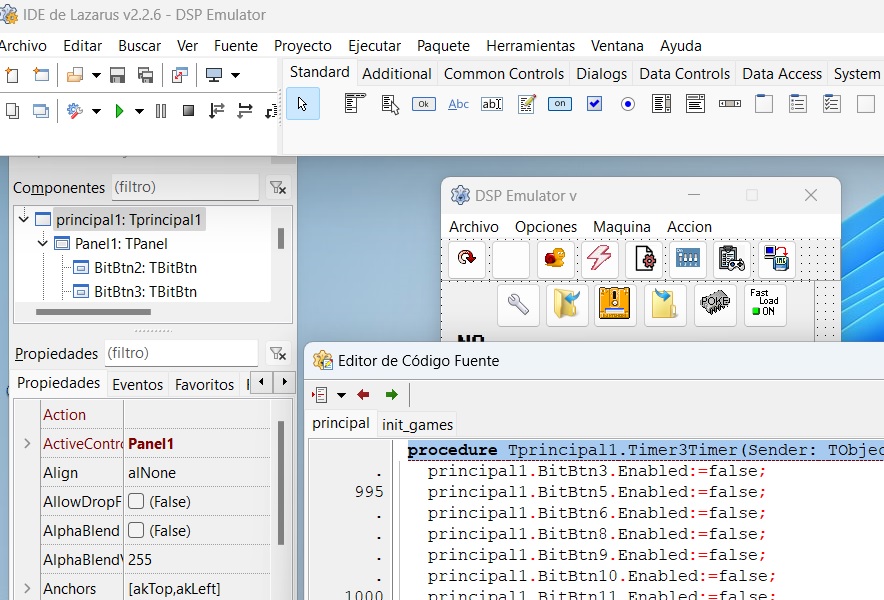 IDE de Lazarus v2.2.6 - DSP Emulator
Archivo Editar Buscar Ver Fuente Proyecto Ejecutar Paquete Herramientas Ventana Ayuda
Standard Additional Common Controls Dialogs Data Controls Data Access System
Ok Abc abI on
Componentes (filtro)
principal1: Tprincipal1
Panel1: TPanel
BitBtn2: TBitBtn
BitBtn3: TBitBtn
Propiedades (filtro)
Propiedades Eventos Favoritos
Action
ActiveContro Panel1
Align alNone
AllowDropF (False)
AlphaBlend (False)
AlphaBlendV 255
Anchors [akTop,akLeft]
DSP Emulator v
Archivo Opciones Maquina Accion
POKE
Fast
Load
ON
NO
Editor de Código Fuente
principal init_games
procedure Tprincipal1.Timer3Timer(Sender: TObjec
. principal1.BitBtn3.Enabled:=false;
995 principal1.BitBtn5.Enabled:=false;
. principal1.BitBtn6.Enabled:=false;
. principal1.BitBtn8.Enabled:=false;
. principal1.BitBtn9.Enabled:=false;
. principal1.BitBtn10.Enabled:=false;
1000 principal1.BitBtn11.Enabled:=false;